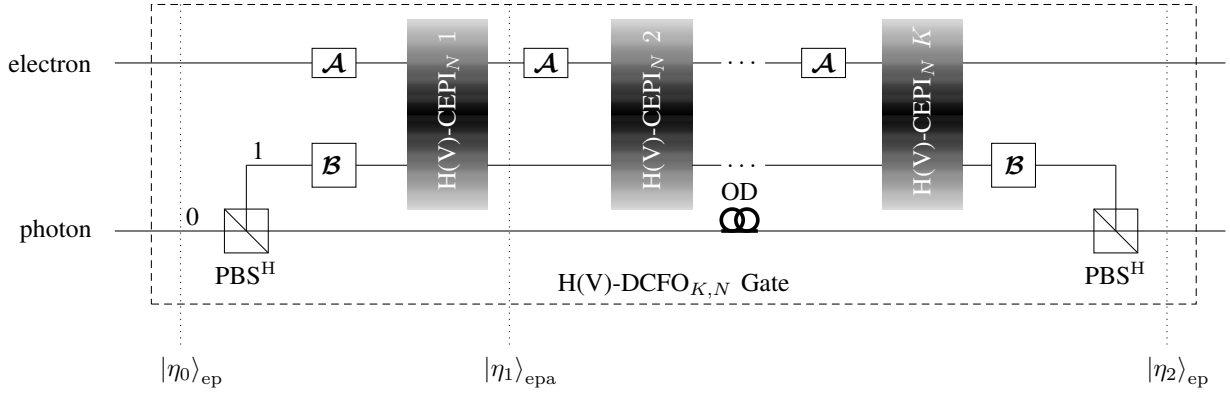 electron
𝓐
H(V)-CEPI_N 1
𝓐
H(V)-CEPI_N 2
···
𝓐
H(V)-CEPI_N K
1
𝓑
···
𝓑
OD
photon
0
PBS^H
PBS^H
H(V)-DCFO_{K,N} Gate
|η_0⟩_ep
|η_1⟩_epa
|η_2⟩_ep